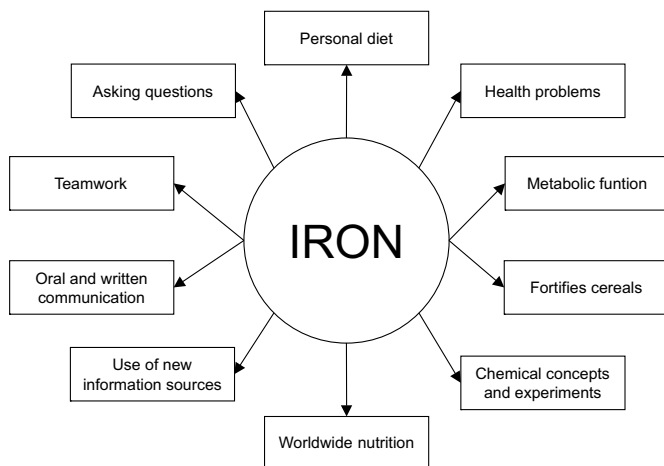 Personal diet
Asking questions
Health problems
Teamwork
Metabolic funtion
IRON
Oral and written
communication
Fortifies cereals
Use of new
information sources
Chemical concepts
and experiments
Worldwide nutrition